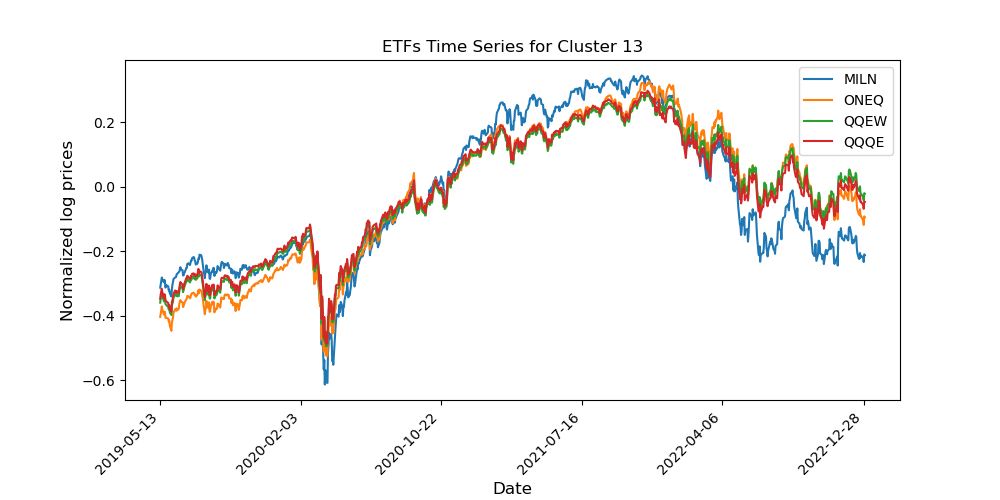 ETFs Time Series for Cluster 13
Normalized log prices
0.2
0.0
−0.2
−0.4
−0.6
MILN
ONEQ
QQEW
QQQE
2019-05-13
2020-02-03
2020-10-22
2021-07-16
2022-04-06
2022-12-28
Date